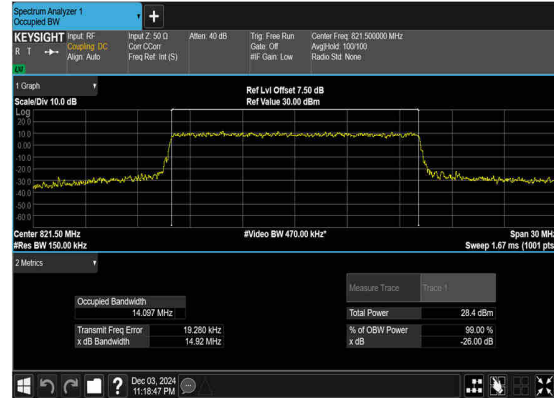 Spectrum Analyzer 1
Occupied BW
+
KEYSIGHT Input: RF Input Z: 50 Ω Atten: 40 dB Trig: Free Run Center Freq: 821.500000 MHz
R T Coupling: DC Corr CCorr Gate: Off Avg|Hold: 100/100
Align: Auto Freq Ref: Int (S) #IF Gain: Low Radio Std: None
LXI
1 Graph
Ref Lvl Offset 7.50 dB
Scale/Div 10.0 dB Ref Value 30.00 dBm
Log
20.0
10.0
0.00
-10.0
-20.0
-30.0
-40.0
-50.0
-60.0
Center 821.50 MHz #Video BW 470.00 kHz* Span 30 MHz
#Res BW 150.00 kHz Sweep 1.67 ms (1001 pts
2 Metrics
Measure Trace Trace 1
Occupied Bandwidth
14.097 MHz
Total Power 28.4 dBm
Transmit Freq Error 19.280 kHz % of OBW Power 99.00 %
x dB Bandwidth 14.92 MHz x dB -26.00 dB
? Dec 03, 2024
11:18:47 PM